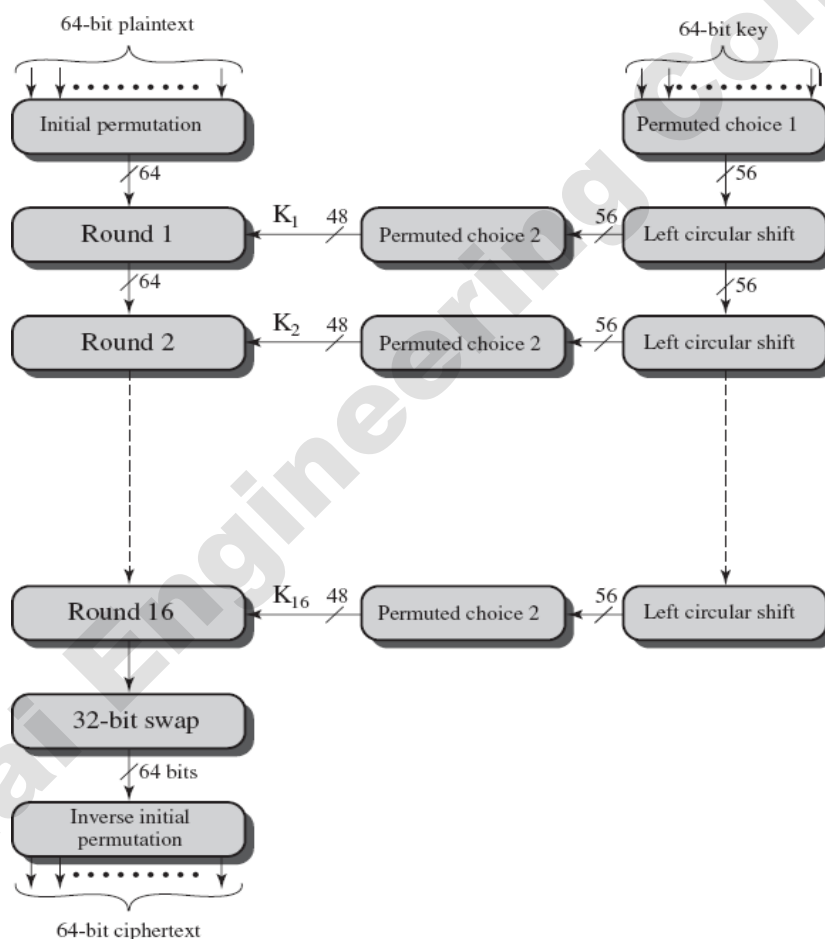 64-bit plaintext
64-bit key
Initial permutation
Permuted choice 1
64
56
Round 1
K1
48
Permuted choice 2
56
Left circular shift
64
56
Round 2
K2
48
Permuted choice 2
56
Left circular shift
Round 16
K16
48
Permuted choice 2
56
Left circular shift
32-bit swap
64 bits
Inverse initial
permutation
64-bit ciphertext
ai Engineering Con